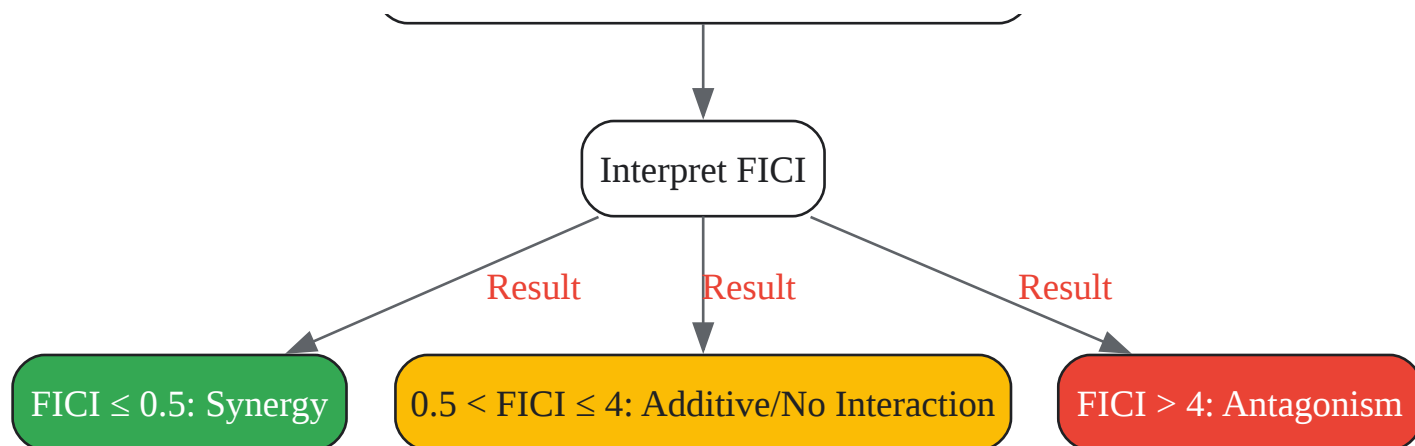 Interpret FICI
Result
Result
Result
FICI ≤ 0.5: Synergy
0.5 < FICI ≤ 4: Additive/No Interaction
FICI > 4: Antagonism